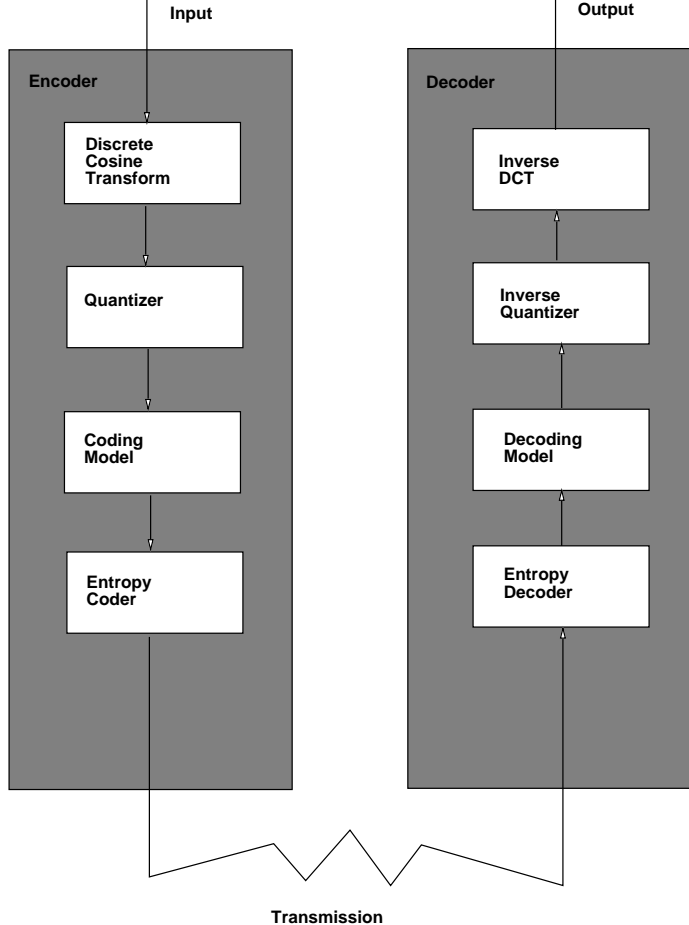 Input
Output
Encoder
Discrete
Cosine
Transform
Quantizer
Coding
Model
Entropy
Coder
Decoder
Inverse
DCT
Inverse
Quantizer
Decoding
Model
Entropy
Decoder
Transmission